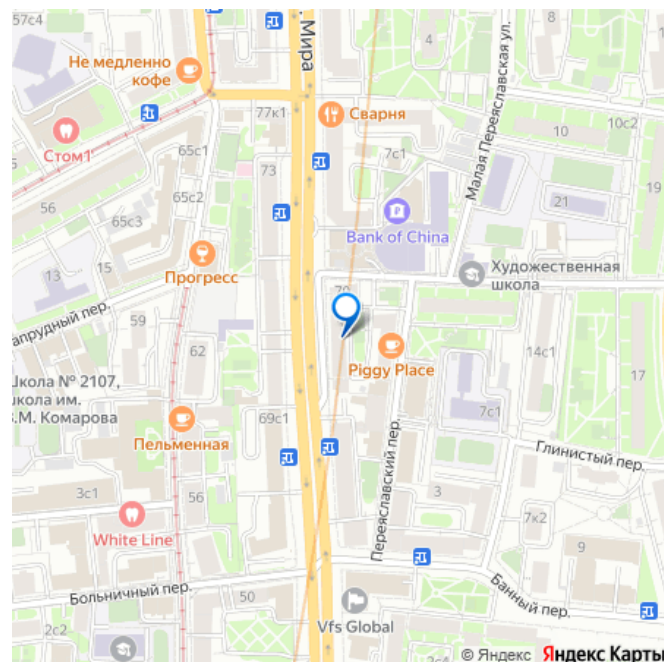 57с4
Не медленно
кофе
Мира
4
8
77к1
Сварня
Малая Переяславская ул.
10
10с2
Стом1
65с1
7с1
73
19
65с2
56
65с3
21
Bank of China
13
15
Прогресс
Художественная
школа
апрудный пер.
59
70
62
14с1
Piggy Place
17
Школа № 2107,
школа им.
В.М. Комарова
69с1
7с1
Пельменная
Глинистый пер.
Переяславский пер.
3с1
56
3
7к2
White Line
9
Больничный пер.
50
Банный пер.
Vfs Global
2с2
© Яндекс Яндекс Карты